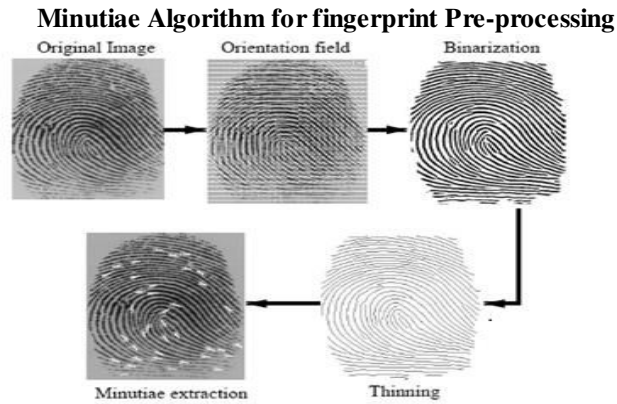 Minutiae Algorithm for fingerprint Pre-processing
Original Image
Orientation field
Binarization
Minutiae extraction
Thinning